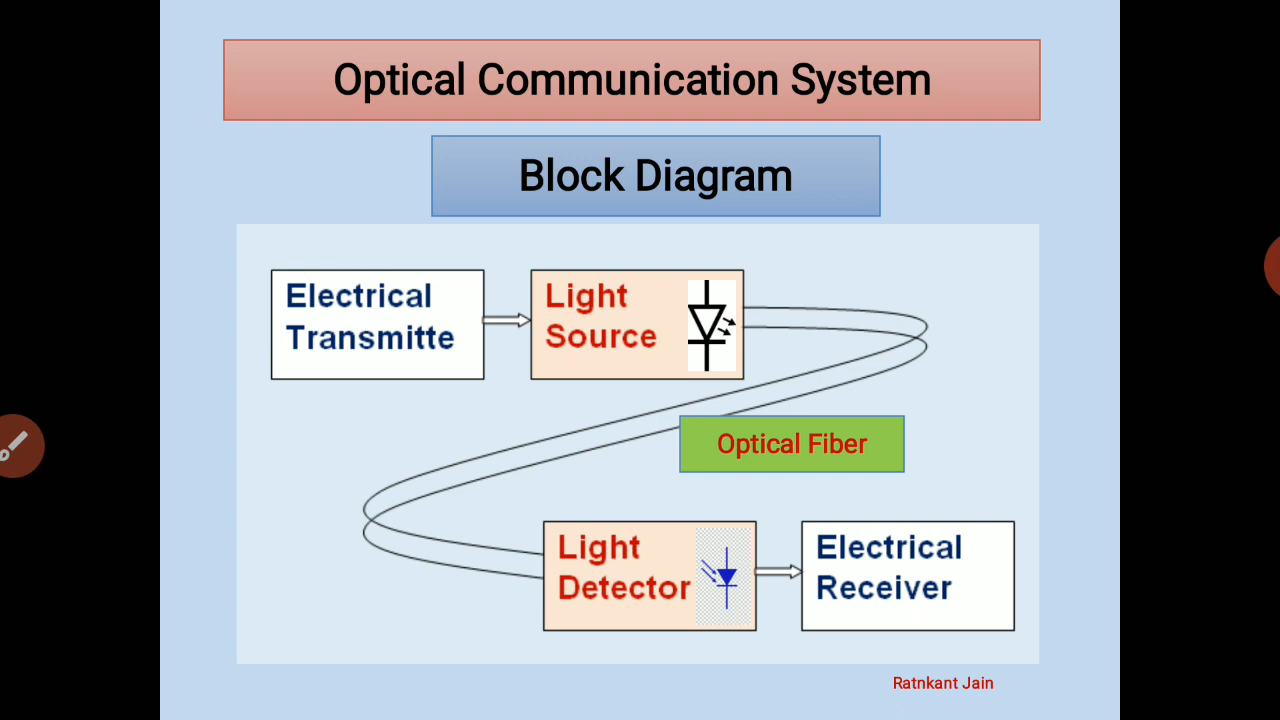 Optical Communication System
Block Diagram
Electrical
Transmitte
Light
Source
Optical Fiber
Light
Detector
Electrical
Receiver
Ratnkant Jain